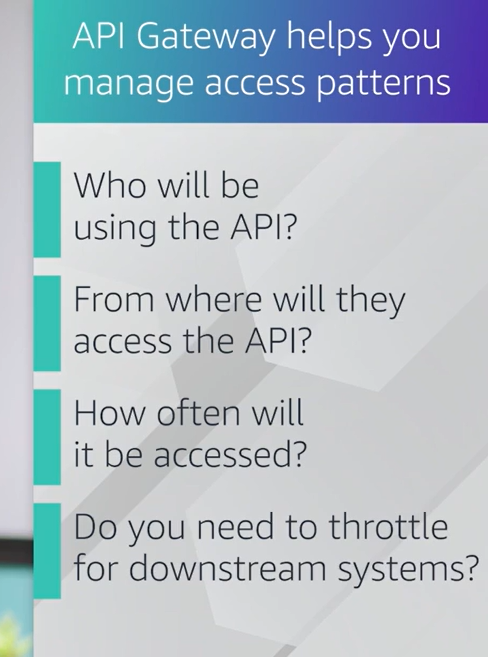 API Gateway helps you
manage access patterns
Who will be
using the API?
From where will they
access the API?
How often will
it be accessed?
Do you need to throttle
for downstream systems?